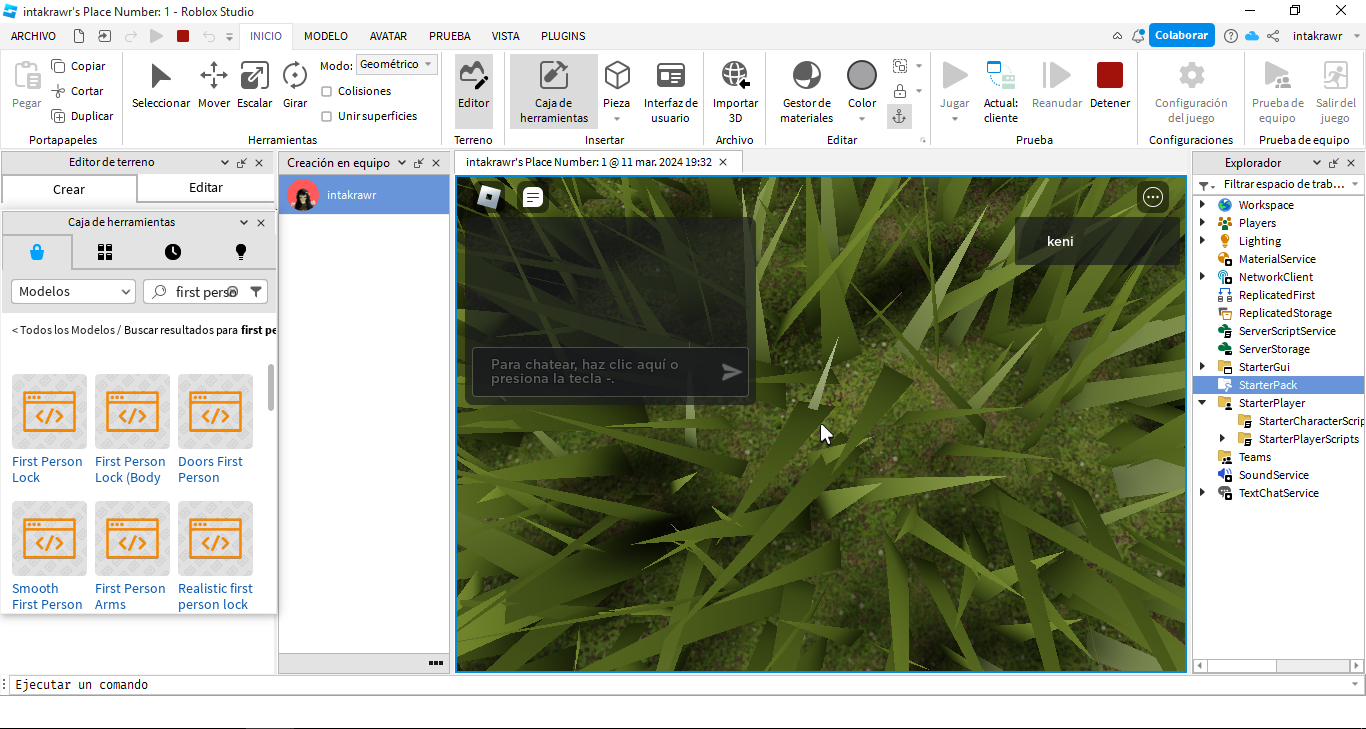 intakrawr's Place Number: 1 - Roblox Studio
ARCHIVO
INICIO
MODELO
AVATAR
PRUEBA
VISTA
PLUGINS
Colaborar
intakrawr
Pegar
Copiar
Cortar
Duplicar
Portapapeles
Seleccionar
Mover
Escalar
Girar
Modo:
Geométrico
Colisiones
Unir superficies
Herramientas
Editor
Terreno
Caja de
herramientas
Pieza
Interfaz de
usuario
Insertar
Importar
3D
Archivo
Gestor de
materiales
Color
Editar
Jugar
Actual:
cliente
Reanudar
Detener
Prueba
Configuración
del juego
Configuraciones
Prueba de
equipo
Salir del
juego
Prueba de equipo
Editor de terreno
Crear
Editar
Caja de herramientas
Modelos
first perso
< Todos los Modelos / Buscar resultados para first pe
First Person
Lock
First Person
Lock (Body
Doors First
Person
Smooth
First Person
First Person
Arms
Realistic first
person lock
Creación en equipo
intakrawr
intakrawr's Place Number: 1 @ 11 mar. 2024 19:32
keni
Para chatear, haz clic aquí o
presiona la tecla -.
Explorador
Filtrar espacio de trab...
Workspace
Players
Lighting
MaterialService
NetworkClient
ReplicatedFirst
ReplicatedStorage
ServerScriptService
ServerStorage
StarterGui
StarterPack
StarterPlayer
StarterCharacterScrip
StarterPlayerScripts
Teams
SoundService
TextChatService
Ejecutar un comando